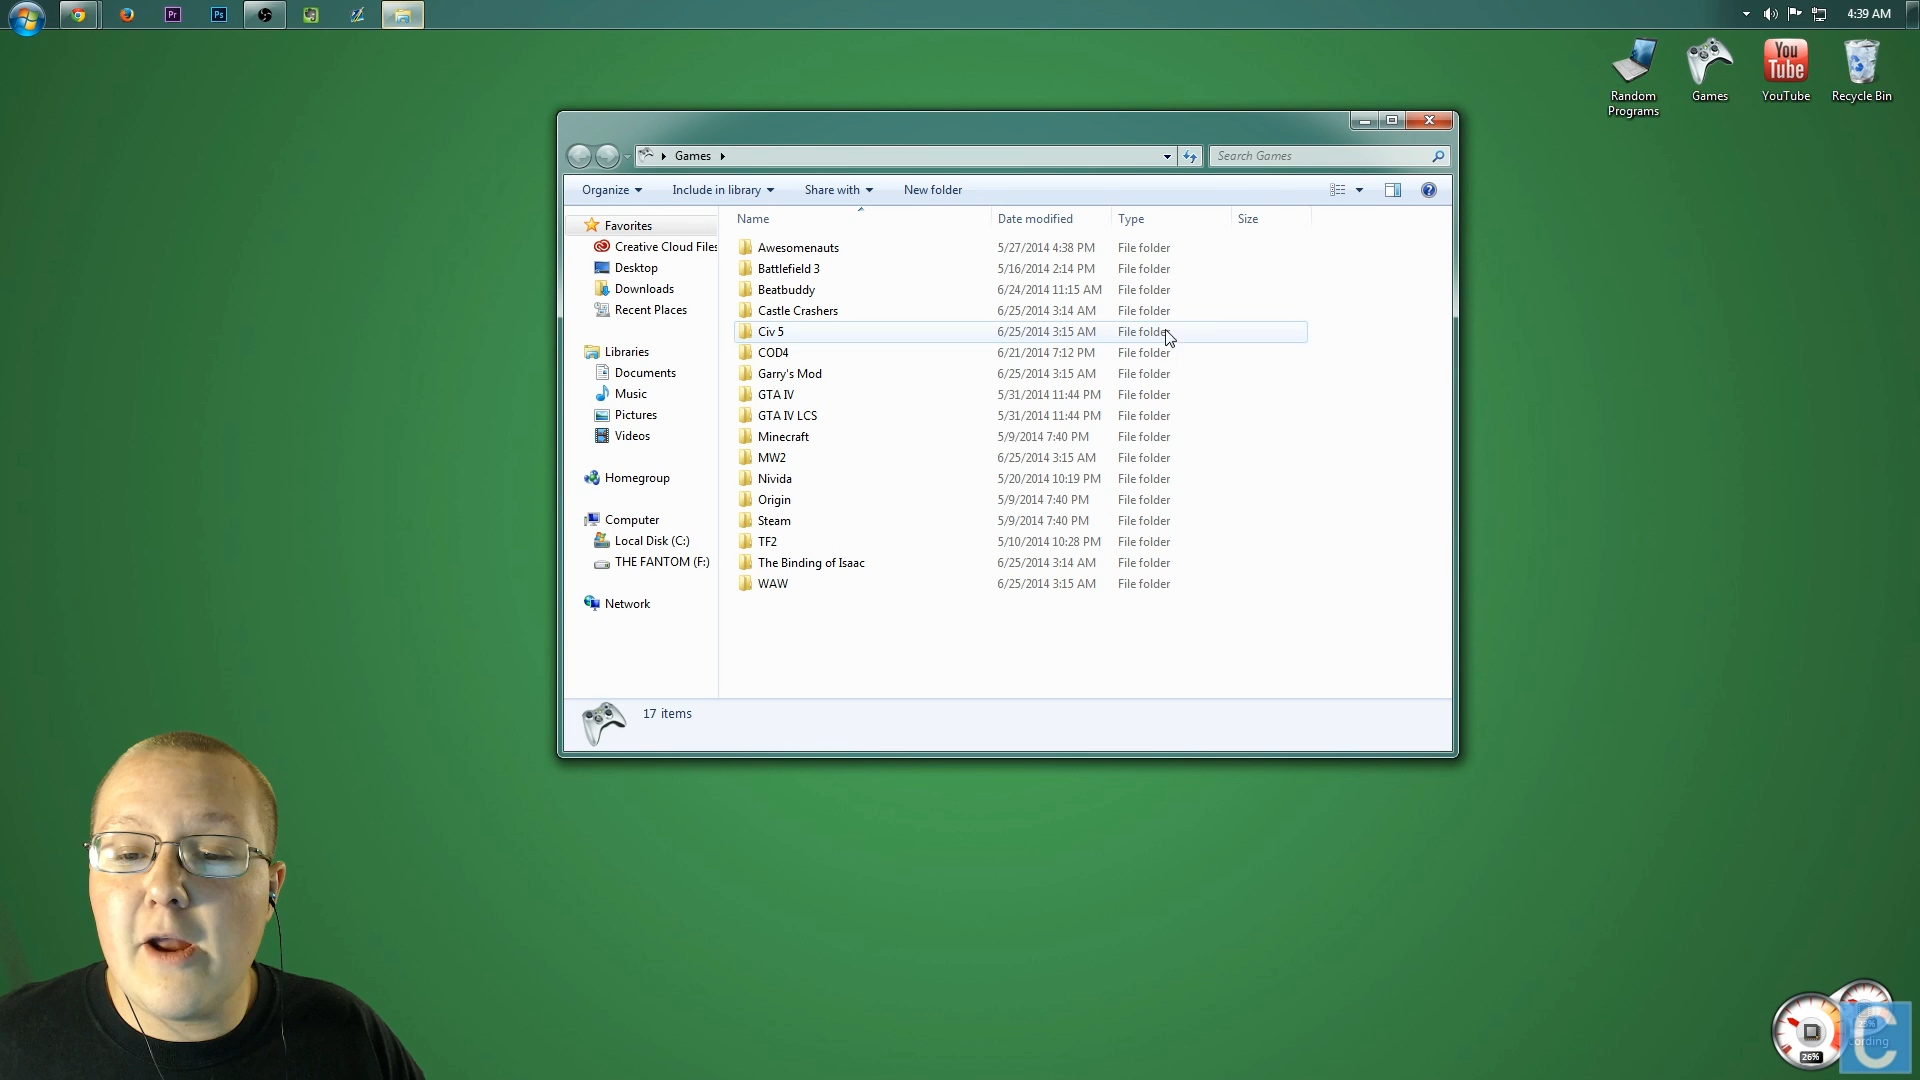 Pr
Ps
4:39 AM
Random
Programs
Games
You
Tube
YouTube
Recycle Bin
Games
Search Games
Organize
Include in library
Share with
New folder
Name Date modified Type Size
Favorites
Creative Cloud Files
Desktop
Downloads
Recent Places
Libraries
Documents
Music
Pictures
Videos
Homegroup
Computer
Local Disk (C:)
THE FANTOM (F:)
Network
Awesomenauts 5/27/2014 4:38 PM File folder
Battlefield 3 5/16/2014 2:14 PM File folder
Beatbuddy 6/24/2014 11:15 AM File folder
Castle Crashers 6/25/2014 3:14 AM File folder
Civ 5 6/25/2014 3:15 AM File folder
COD4 6/21/2014 7:12 PM File folder
Garry's Mod 6/25/2014 3:15 AM File folder
GTA IV 5/31/2014 11:44 PM File folder
GTA IV LCS 5/31/2014 11:44 PM File folder
Minecraft 5/9/2014 7:40 PM File folder
MW2 6/25/2014 3:15 AM File folder
Nivida 5/20/2014 10:19 PM File folder
Origin 5/9/2014 7:40 PM File folder
Steam 5/9/2014 7:40 PM File folder
TF2 5/10/2014 10:28 PM File folder
The Binding of Isaac 6/25/2014 3:14 AM File folder
WAW 6/25/2014 3:15 AM File folder
17 items
26%